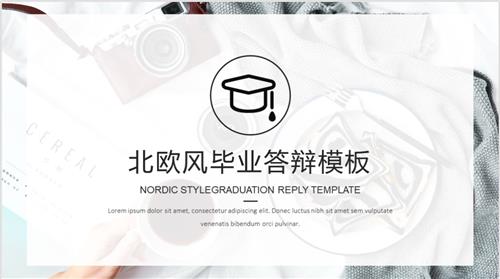 CEREAL
北欧风毕业答辩模板
NORDIC STYLEGRADUATION REPLY TEMPLATE
Lorem ipsum dolor sit amet, consectetur adipiscing elit. Donec luctus nibh sit amet sem vulputate
venenatis bibendum orci pulvinar.